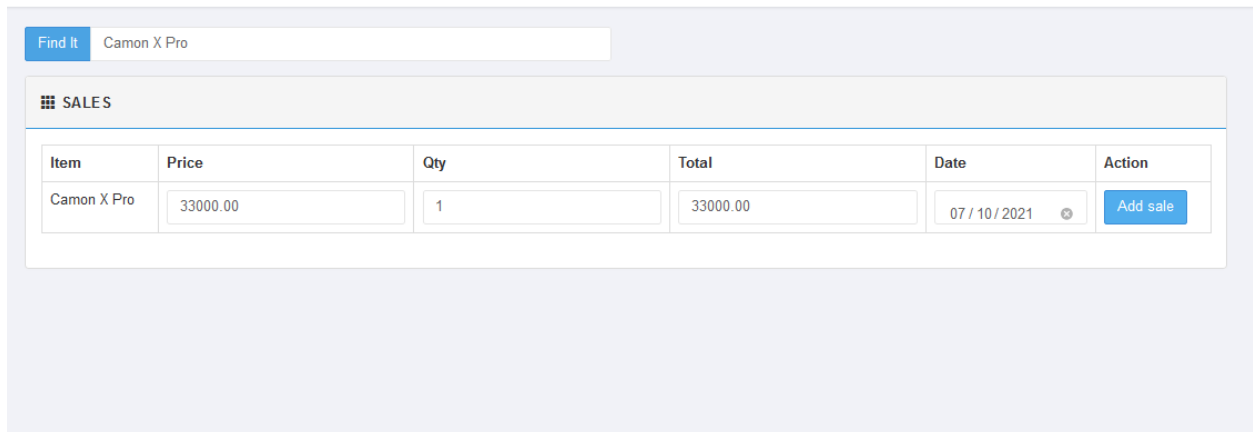 Find It Camon X Pro
SALES
Item Price Qty Total Date Action
Camon X Pro 33000.00 1 33000.00 07/10/2021 Add sale